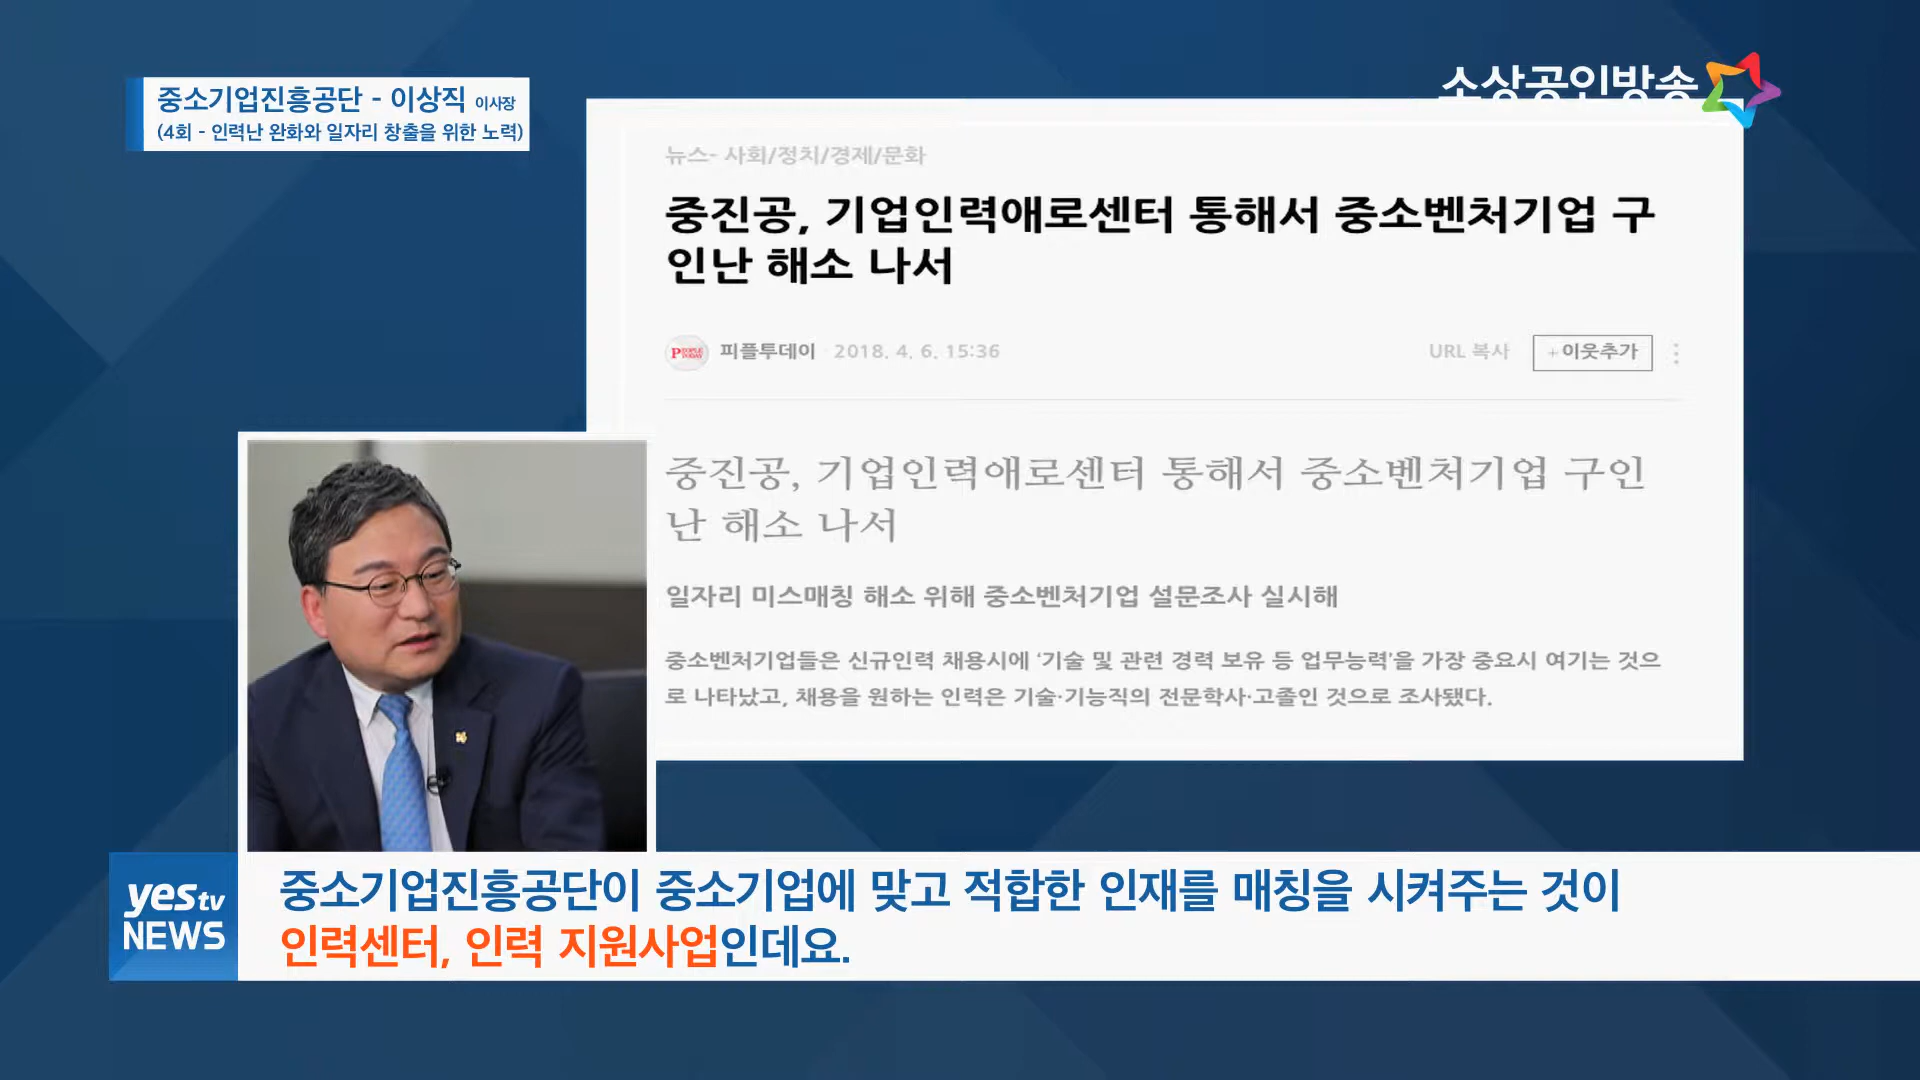 중소기업진흥공단 - 이상직 이사장
(4회 - 인력난 완화와 일자리 창출을 위한 노력)
소상공인방송
뉴스- 사회/정치/경제/문화
중진공, 기업인력애로센터 통해서 중소벤처기업 구
인난 해소 나서
PEOPLE TODAY 피플투데이 · 2018. 4. 6. 15:36
URL 복사 +이웃추가
중진공, 기업인력애로센터 통해서 중소벤처기업 구인
난 해소 나서
일자리 미스매칭 해소 위해 중소벤처기업 설문조사 실시해
중소벤처기업들은 신규인력 채용시에 ‘기술 및 관련 경력 보유 등 업무능력’을 가장 중요시 여기는 것으
로 나타났고, 채용을 원하는 인력은 기술·기능직의 전문학사·고졸인 것으로 조사됐다.
yes tv
NEWS
중소기업진흥공단이 중소기업에 맞고 적합한 인재를 매칭을 시켜주는 것이
인력센터, 인력 지원사업인데요.